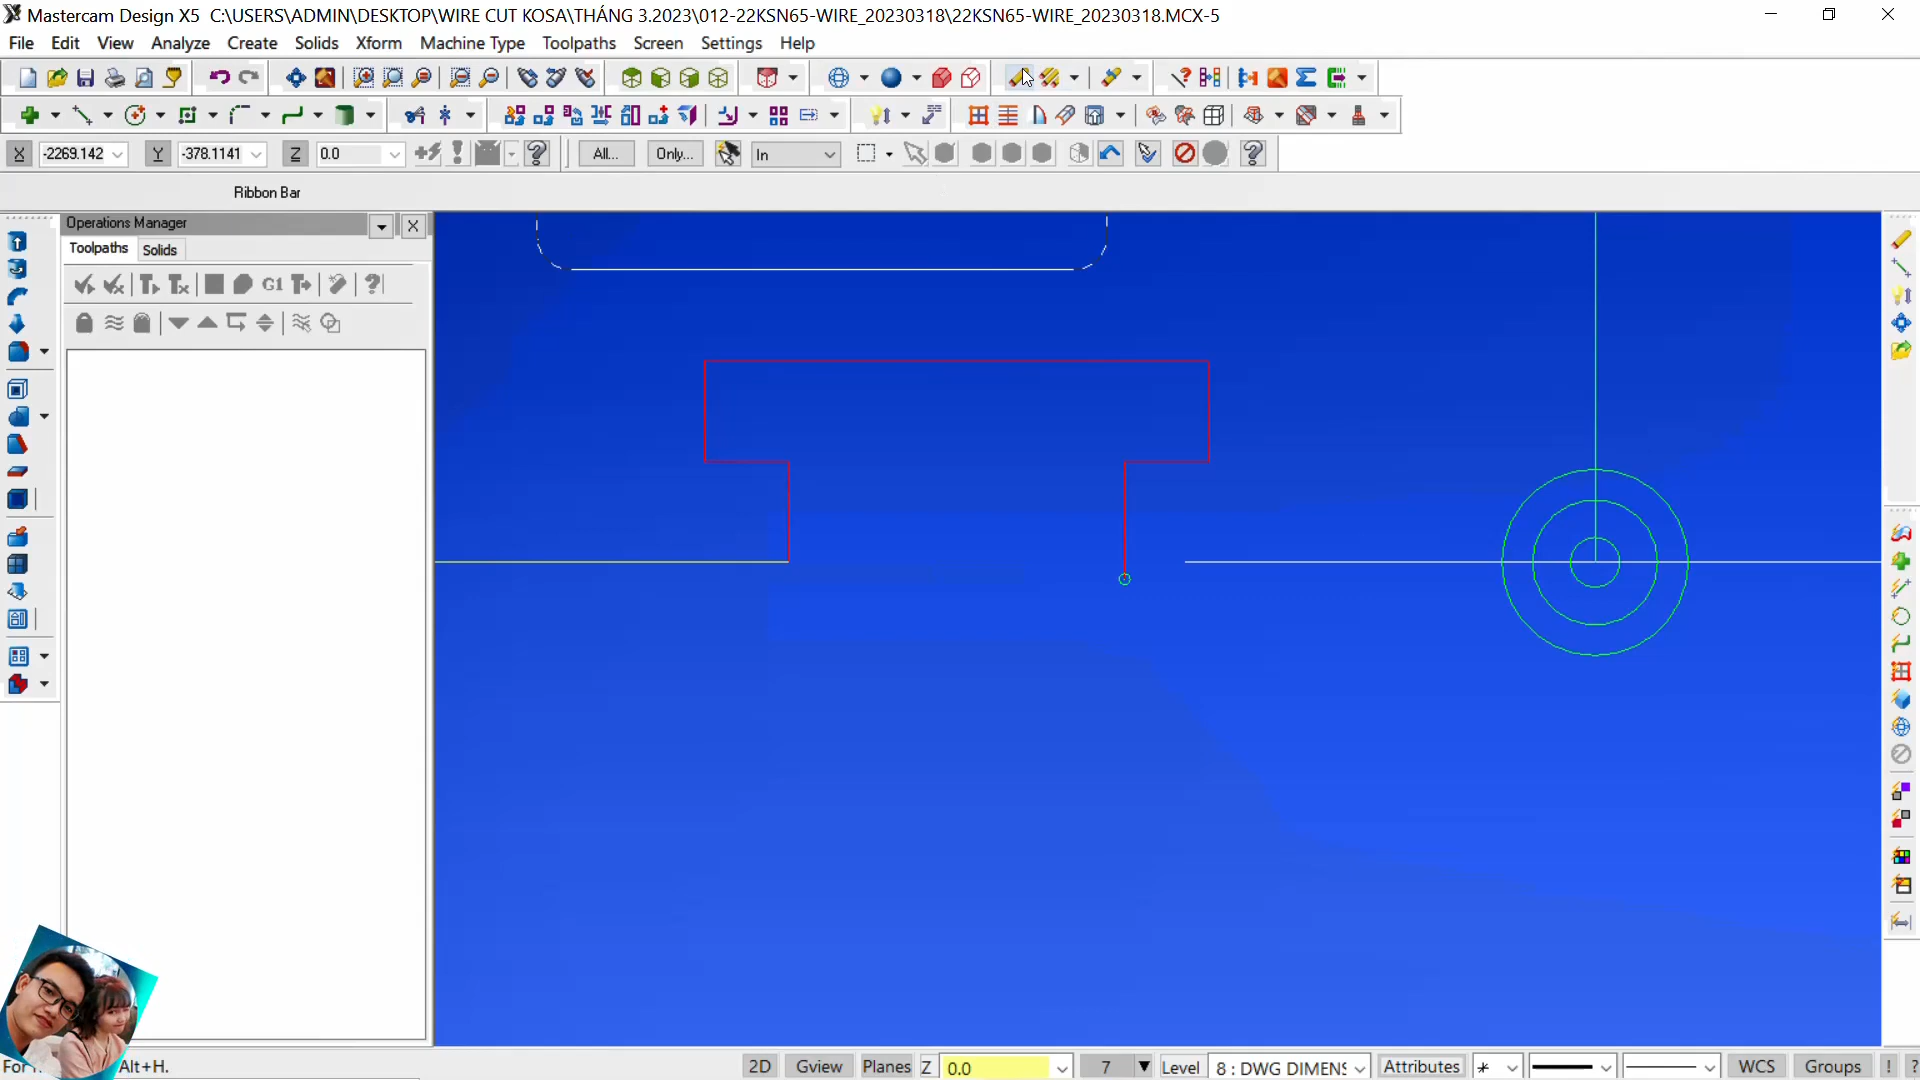 Mastercam Design X5 C:\USERS\ADMIN\DESKTOP\WIRE CUT KOSA\THÁNG 3.2023\012-22KSN65-WIRE_20230318\22KSN65-WIRE_20230318.MCX-5
File Edit View Analyze Create Solids Xform Machine Type Toolpaths Screen Settings Help
X -2269.142 Y -378.1141 Z 0.0 All... Only... In
Ribbon Bar
Operations Manager
Toolpaths Solids
G1
Alt+H.
2D Gview Planes Z 0.0 7 Level 8 : DWG DIMENS Attributes WCS Groups ! ?